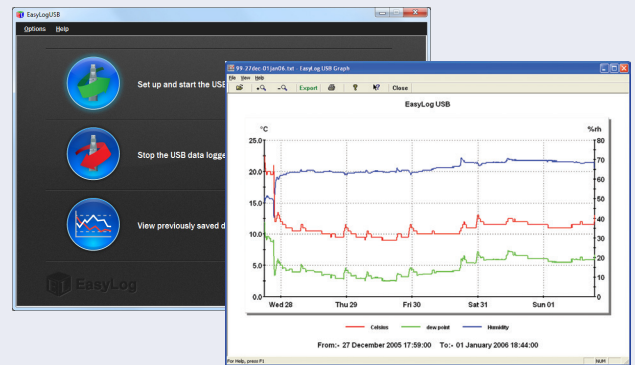 EasyLogUSB
Options Help
Set up and start the USB
Stop the USB data logge
View previously saved d
EasyLog
99-27dec-01jan06.txt - EasyLog USB Graph
File View Help
Export Close
EasyLog USB
°C %rh
25.0 80
70
20.0
60
15.0 50
40
10.0
30
20
5.0
10
0.0 0
Wed 28 Thu 29 Fri 30 Sat 31 Sun 01
Celsius dew point Humidity
From:- 27 December 2005 17:59:00 To:- 01 January 2006 18:44:00
For Help, press F1 NUM